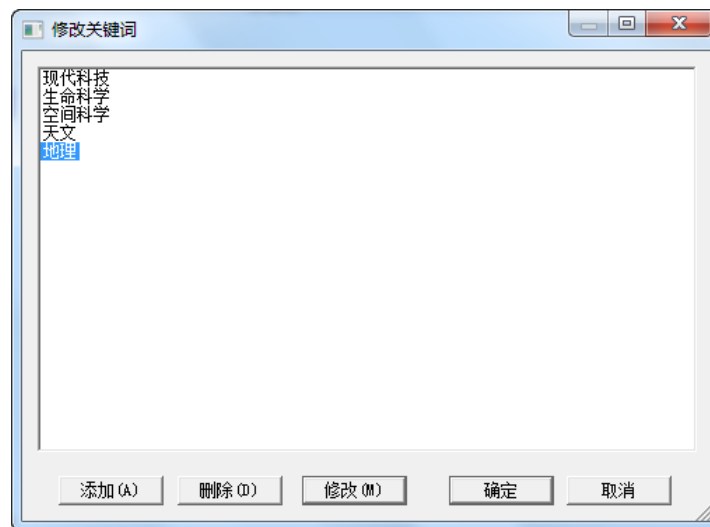 修改关键词
现代科技
生命科学
空间科学
天文
地理
添加(A) 删除(D) 修改(M) 确定 取消